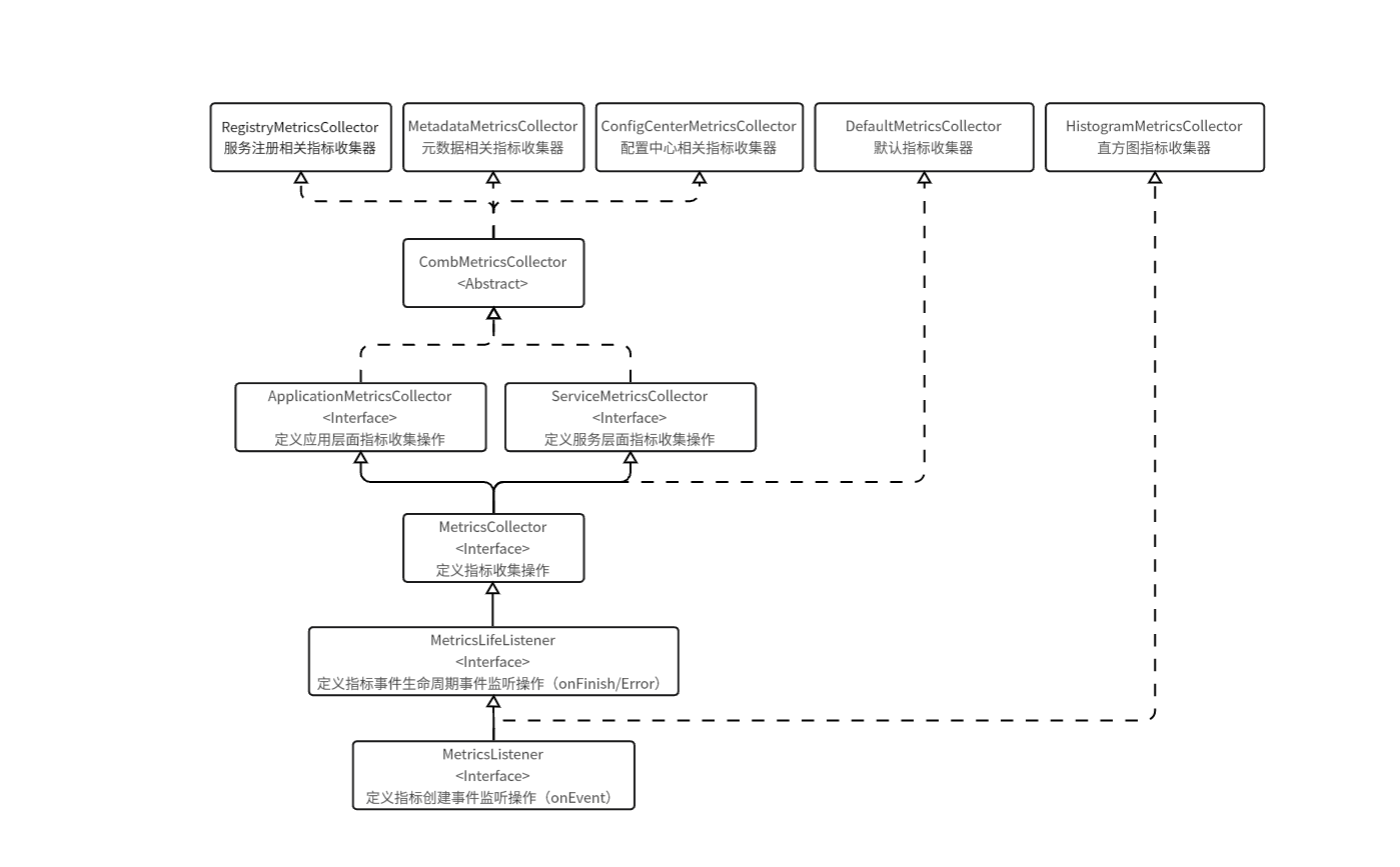 RegistryMetricsCollector
服务注册相关指标收集器
MetadataMetricsCollector
元数据相关指标收集器
ConfigCenterMetricsCollector
配置中心相关指标收集器
DefaultMetricsCollector
默认指标收集器
HistogramMetricsCollector
直方图指标收集器
CombMetricsCollector
<Abstract>
ApplicationMetricsCollector
<Interface>
定义应用层面指标收集操作
ServiceMetricsCollector
<Interface>
定义服务层面指标收集操作
MetricsCollector
<Interface>
定义指标收集操作
MetricsLifeListener
<Interface>
定义指标事件生命周期事件监听操作（onFinish/Error）
MetricsListener
<Interface>
定义指标创建事件监听操作（onEvent）